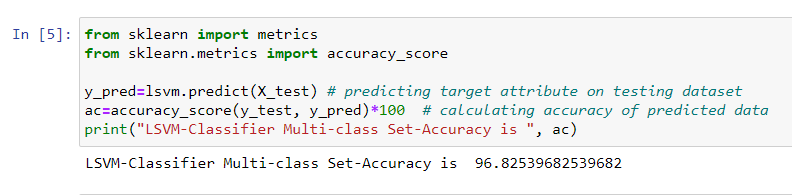 In [5]: from sklearn import metrics
from sklearn.metrics import accuracy_score
y_pred=lsvm.predict(X_test) # predicting target attribute on testing dataset
ac=accuracy_score(y_test, y_pred)*100  # calculating accuracy of predicted data
print("LSVM-Classifier Multi-class Set-Accuracy is ", ac)
LSVM-Classifier Multi-class Set-Accuracy is  96.82539682539682